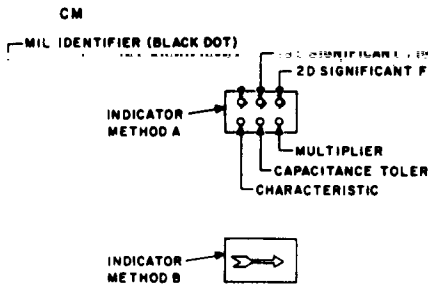 CM
MIL IDENTIFIER (BLACK DOT)
2D SIGNIFICANT F
INDICATOR
METHOD A
MULTIPLIER
CAPACITANCE TOLER
CHARACTERISTIC
INDICATOR
METHOD B